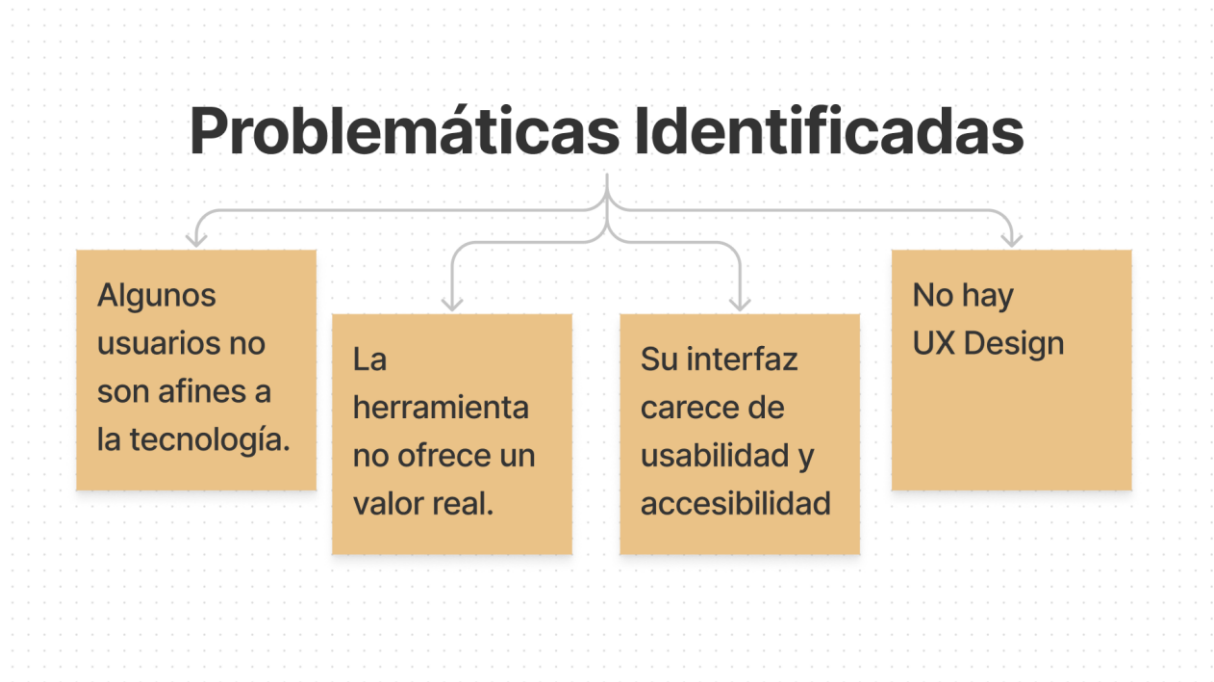 Problemáticas Identificadas
Algunos
usuarios no
son afines a
la tecnología.
La
herramienta
no ofrece un
valor real.
Su interfaz
carece de
usabilidad y
accesibilidad
No hay
UX Design